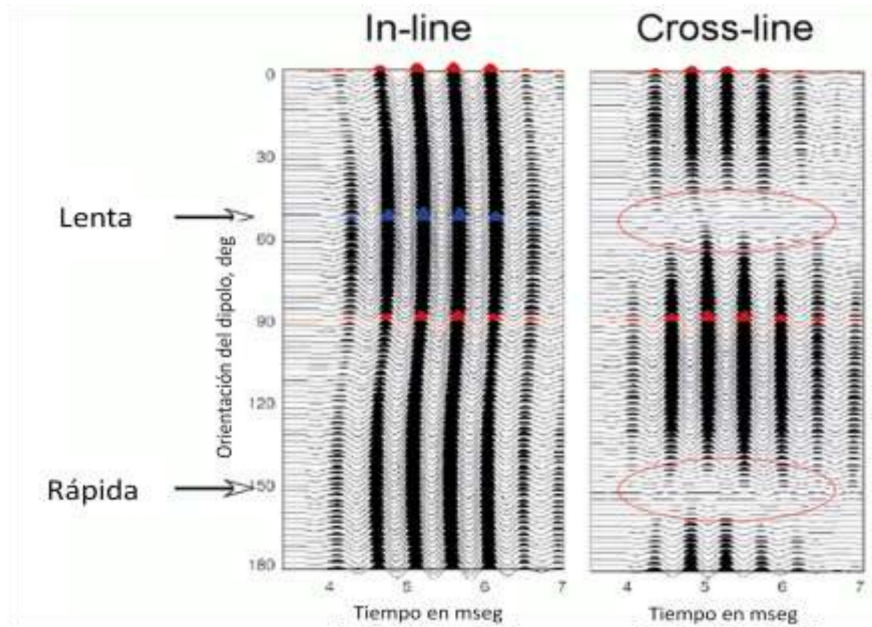 In-line
Cross-line
0
30
Lenta
60
90
120
Rápida
150
180
Orientación del dipolo, deg
4
5
6
7
4
5
6
7
Tiempo en mseg
Tiempo en mseg